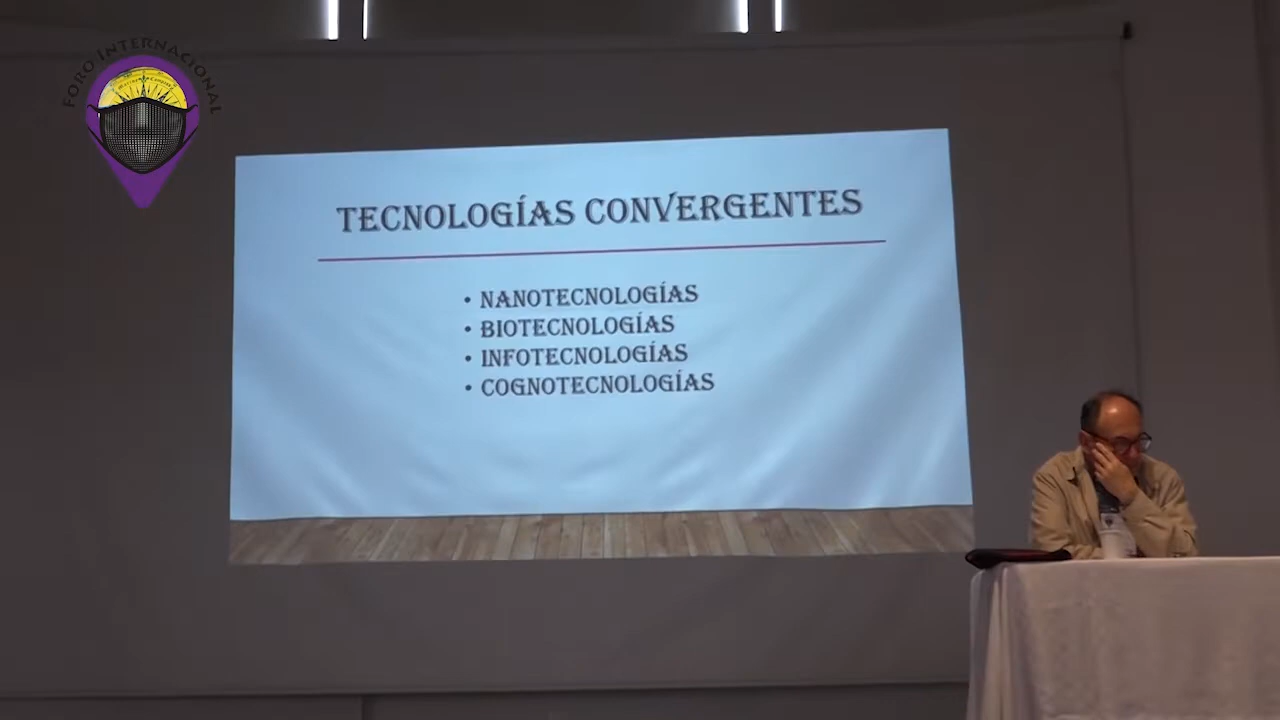 FORO INTERNACIONAL
TECNOLOGÍAS CONVERGENTES
• NANOTECNOLOGÍAS
• BIOTECNOLOGÍAS
• INFOTECNOLOGÍAS
• COGNOTECNOLOGÍAS